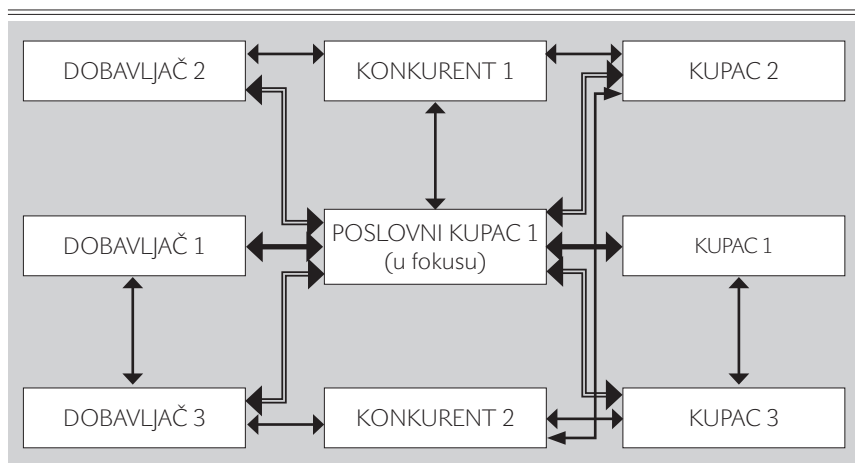 DOBAVLJAČ 2
KONKURENT 1
KUPAC 2
DOBAVLJAČ 1
POSLOVNI KUPAC 1
(u fokusu)
KUPAC 1
DOBAVLJAČ 3
KONKURENT 2
KUPAC 3